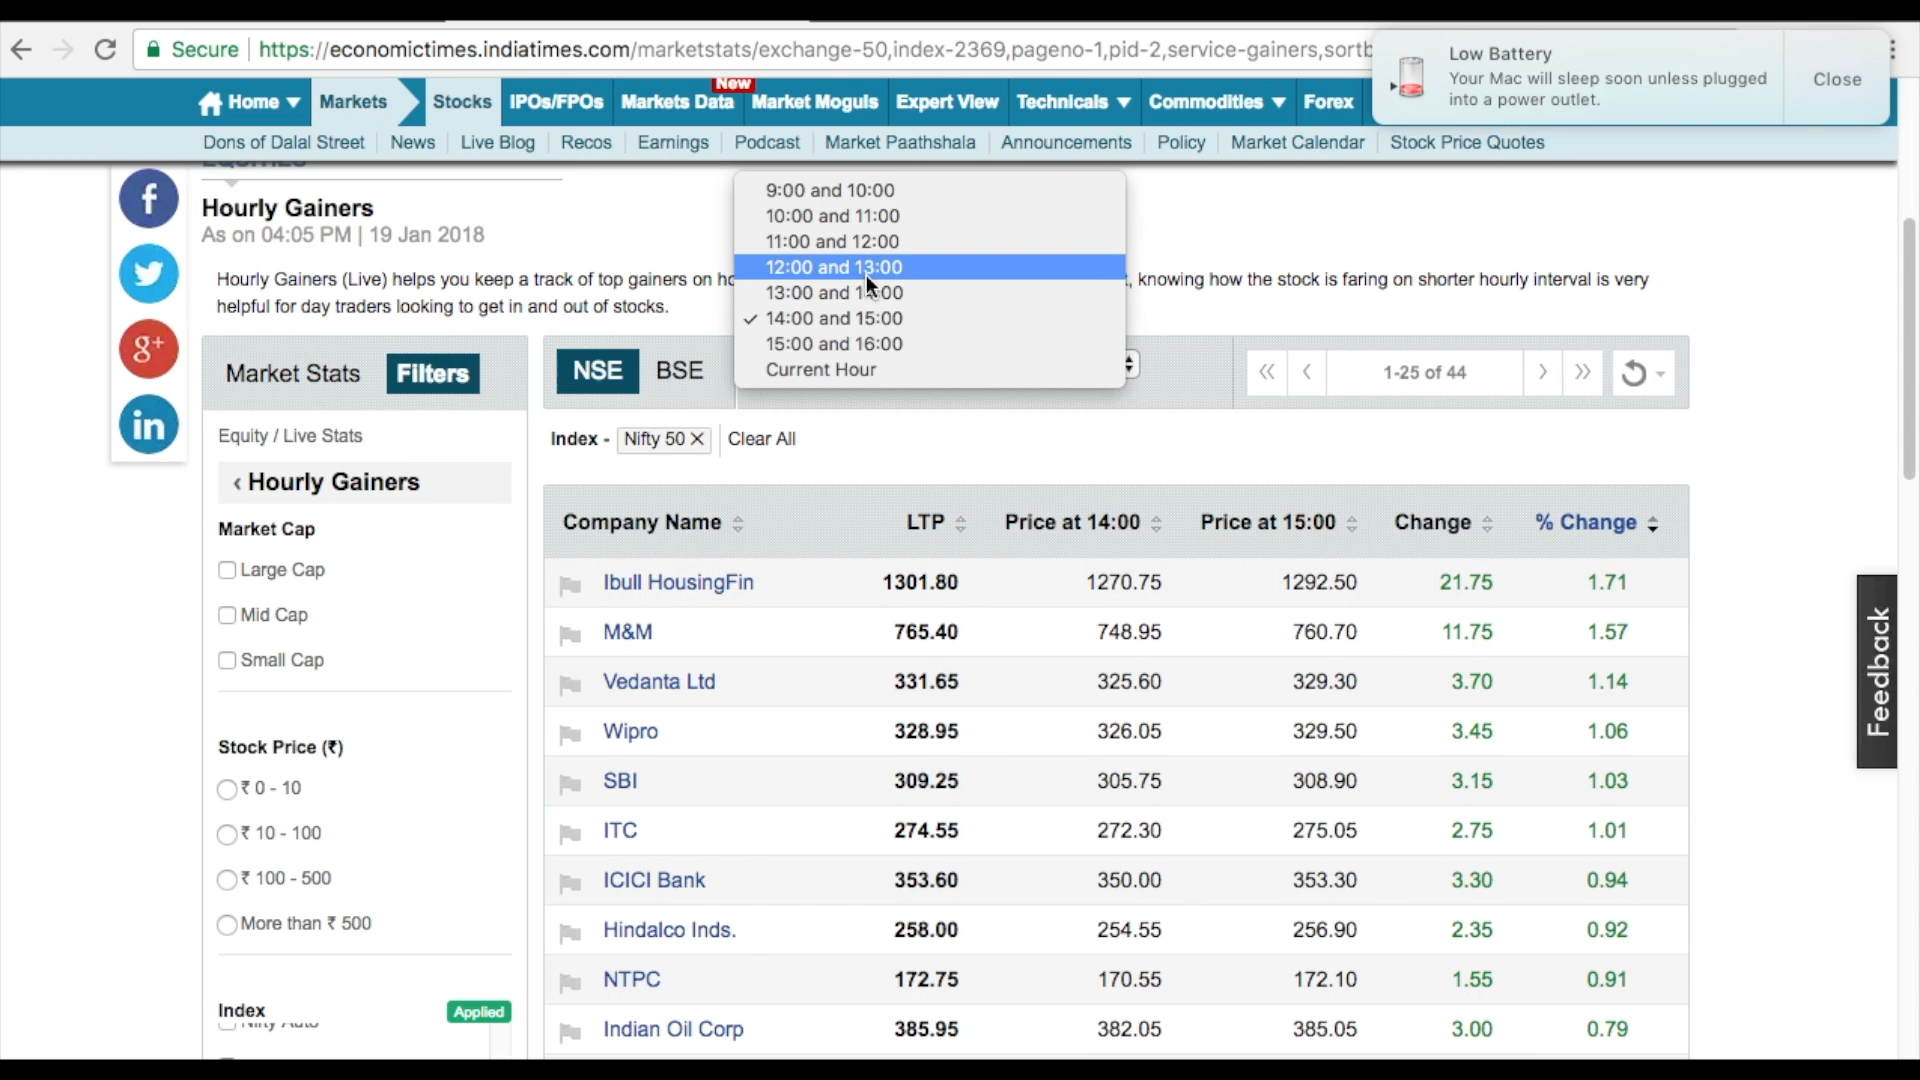 Secure https://economictimes.indiatimes.com/marketstats/exchange-50,index-2369,pageno-1,pid-2,service-gainers,sortb
Low Battery
Your Mac will sleep soon unless plugged
into a power outlet.
Close
New
Home Markets Stocks IPOs/FPOs Markets Data Market Moguls Expert View Technicals Commodities Forex
Dons of Dalal Street News Live Blog Recos Earnings Podcast Market Paathshala Announcements Policy Market Calendar Stock Price Quotes
EQUITIES
Hourly Gainers
As on 04:05 PM | 19 Jan 2018
Hourly Gainers (Live) helps you keep a track of top gainers on , knowing how the stock is faring on shorter hourly interval is very
helpful for day traders looking to get in and out of stocks.
9:00 and 10:00
10:00 and 11:00
11:00 and 12:00
12:00 and 13:00
13:00 and
14:00 and 15:00
15:00 and 16:00
Current Hour
f
g+
in
Market Stats Filters
NSE BSE
1-25 of 44
Equity / Live Stats
Index - Nifty 50 Clear All
‹ Hourly Gainers
Market Cap
Large Cap
Mid Cap
Small Cap
Stock Price (₹)
₹ 0 - 10
₹ 10 - 100
₹ 100 - 500
More than ₹ 500
Index Applied
Nifty Auto
Company Name LTP Price at 14:00 Price at 15:00 Change % Change
Ibull HousingFin 1301.80 1270.75 1292.50 21.75 1.71
M&M 765.40 748.95 760.70 11.75 1.57
Vedanta Ltd 331.65 325.60 329.30 3.70 1.14
Wipro 328.95 326.05 329.50 3.45 1.06
SBI 309.25 305.75 308.90 3.15 1.03
ITC 274.55 272.30 275.05 2.75 1.01
ICICI Bank 353.60 350.00 353.30 3.30 0.94
Hindalco Inds. 258.00 254.55 256.90 2.35 0.92
NTPC 172.75 170.55 172.10 1.55 0.91
Indian Oil Corp 385.95 382.05 385.05 3.00 0.79
Feedback